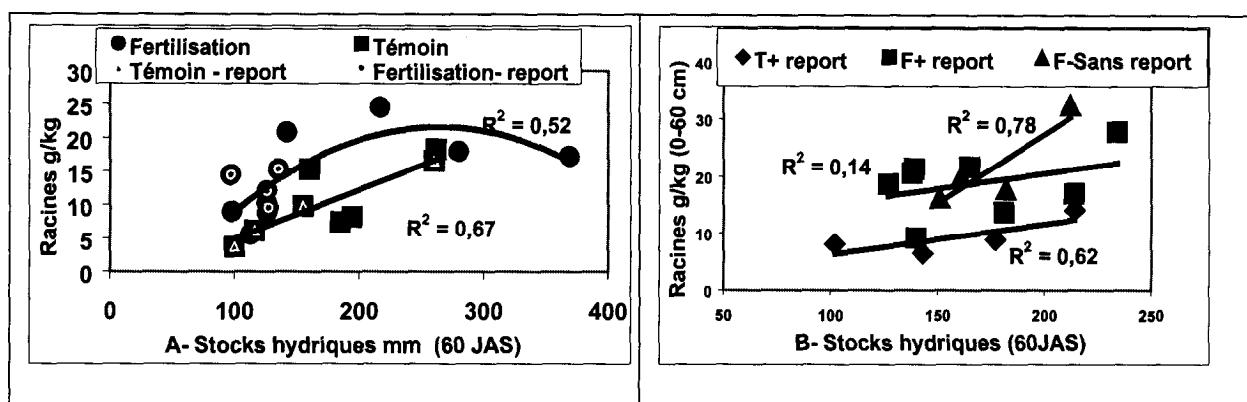 Fertilisation Témoin
Témoin - report Fertilisation- report
30
25
20
15
10
5
0
Racines g/kg
R² = 0,52
R² = 0,67
0 100 200 300 400
A- Stocks hydriques mm (60 JAS)
T+ report F+ report F-Sans report
40
30
20
10
0
Racines g/kg (0-60 cm)
R² = 0,78
R² = 0,14
R² = 0,62
50 100 150 200 250
B- Stocks hydriques (60JAS)